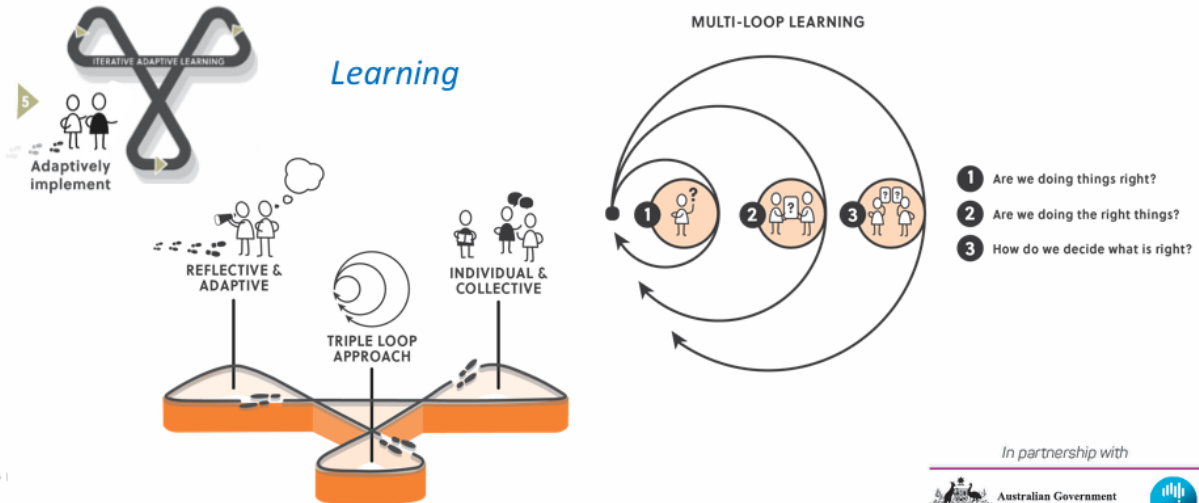 ITERATIVE ADAPTIVE LEARNING
Learning
5
Adaptively
implement
REFLECTIVE &
ADAPTIVE
TRIPLE LOOP
APPROACH
INDIVIDUAL &
COLLECTIVE
MULTI-LOOP LEARNING
1
?
2
?
3
? ?
1 Are we doing things right?
2 Are we doing the right things?
3 How do we decide what is right?
In partnership with
Australian Government